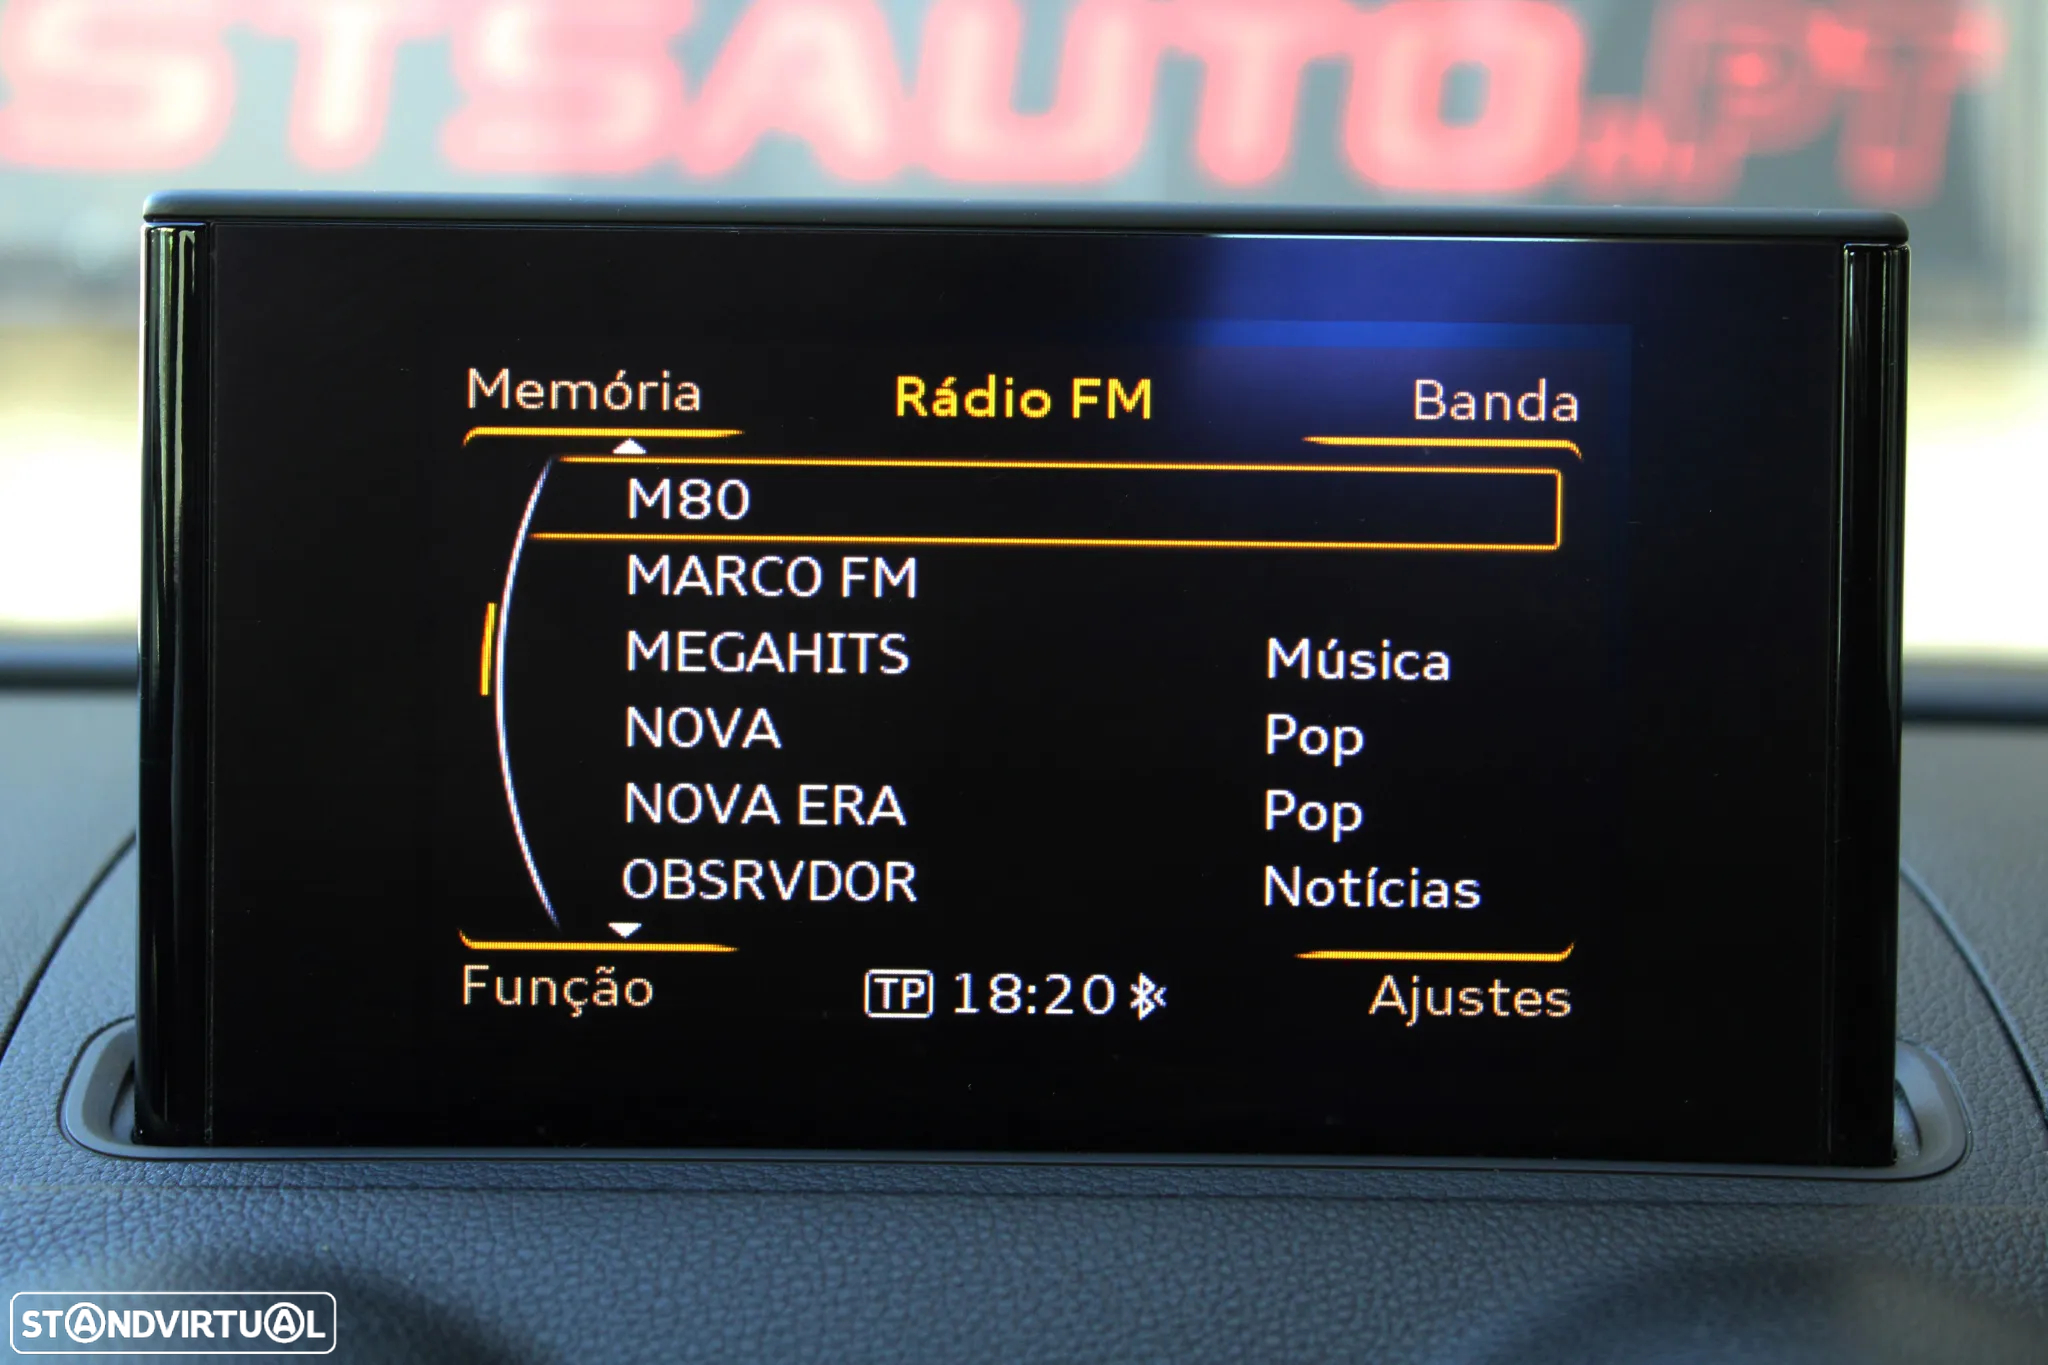 STSAUTO.PT
Memória Rádio FM Banda
M80
MARCO FM
MEGAHITS Música
NOVA Pop
NOVA ERA Pop
OBSRVDOR Notícias
Função TP 18:20 Ajustes
STANDVIRTUAL